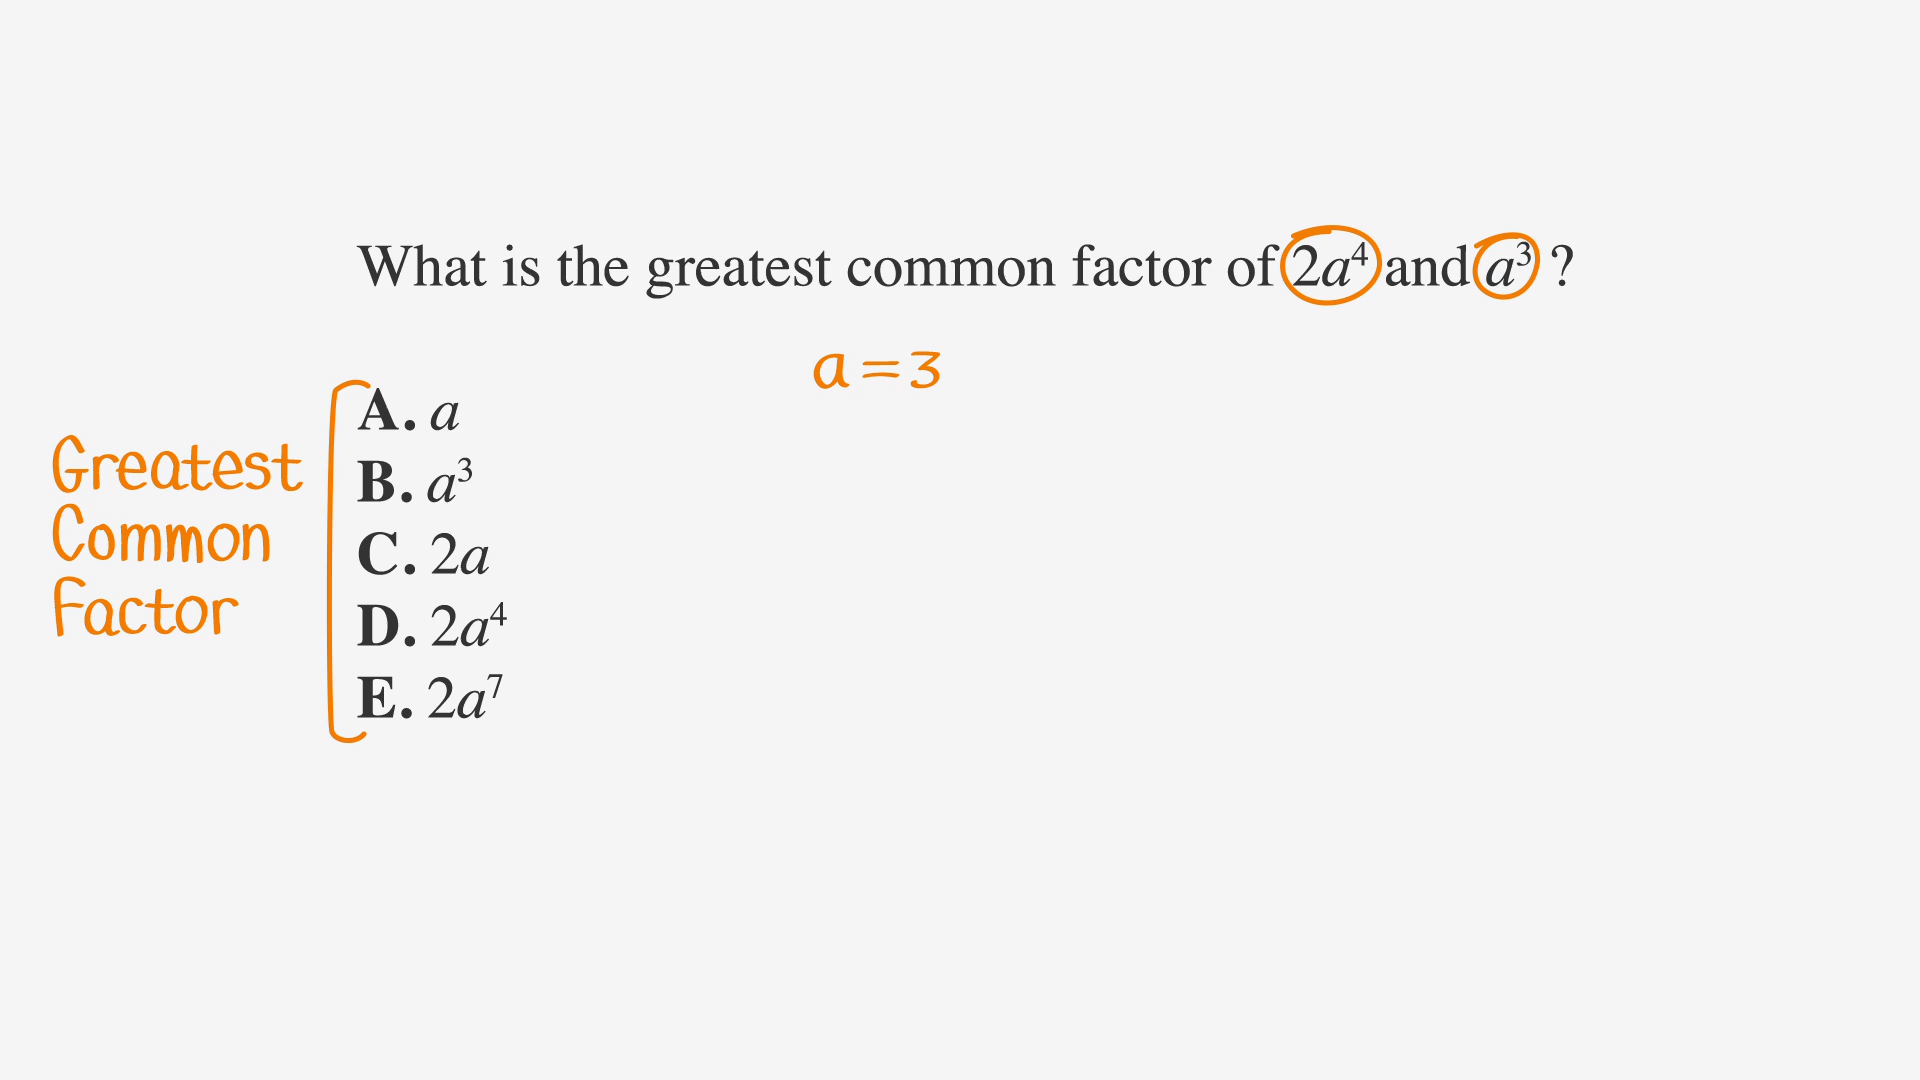 What is the greatest common factor of 2a⁴ and a³ ?
a = 3
Greatest
Common
Factor
A. a
B. a³
C. 2a
D. 2a⁴
E. 2a⁷